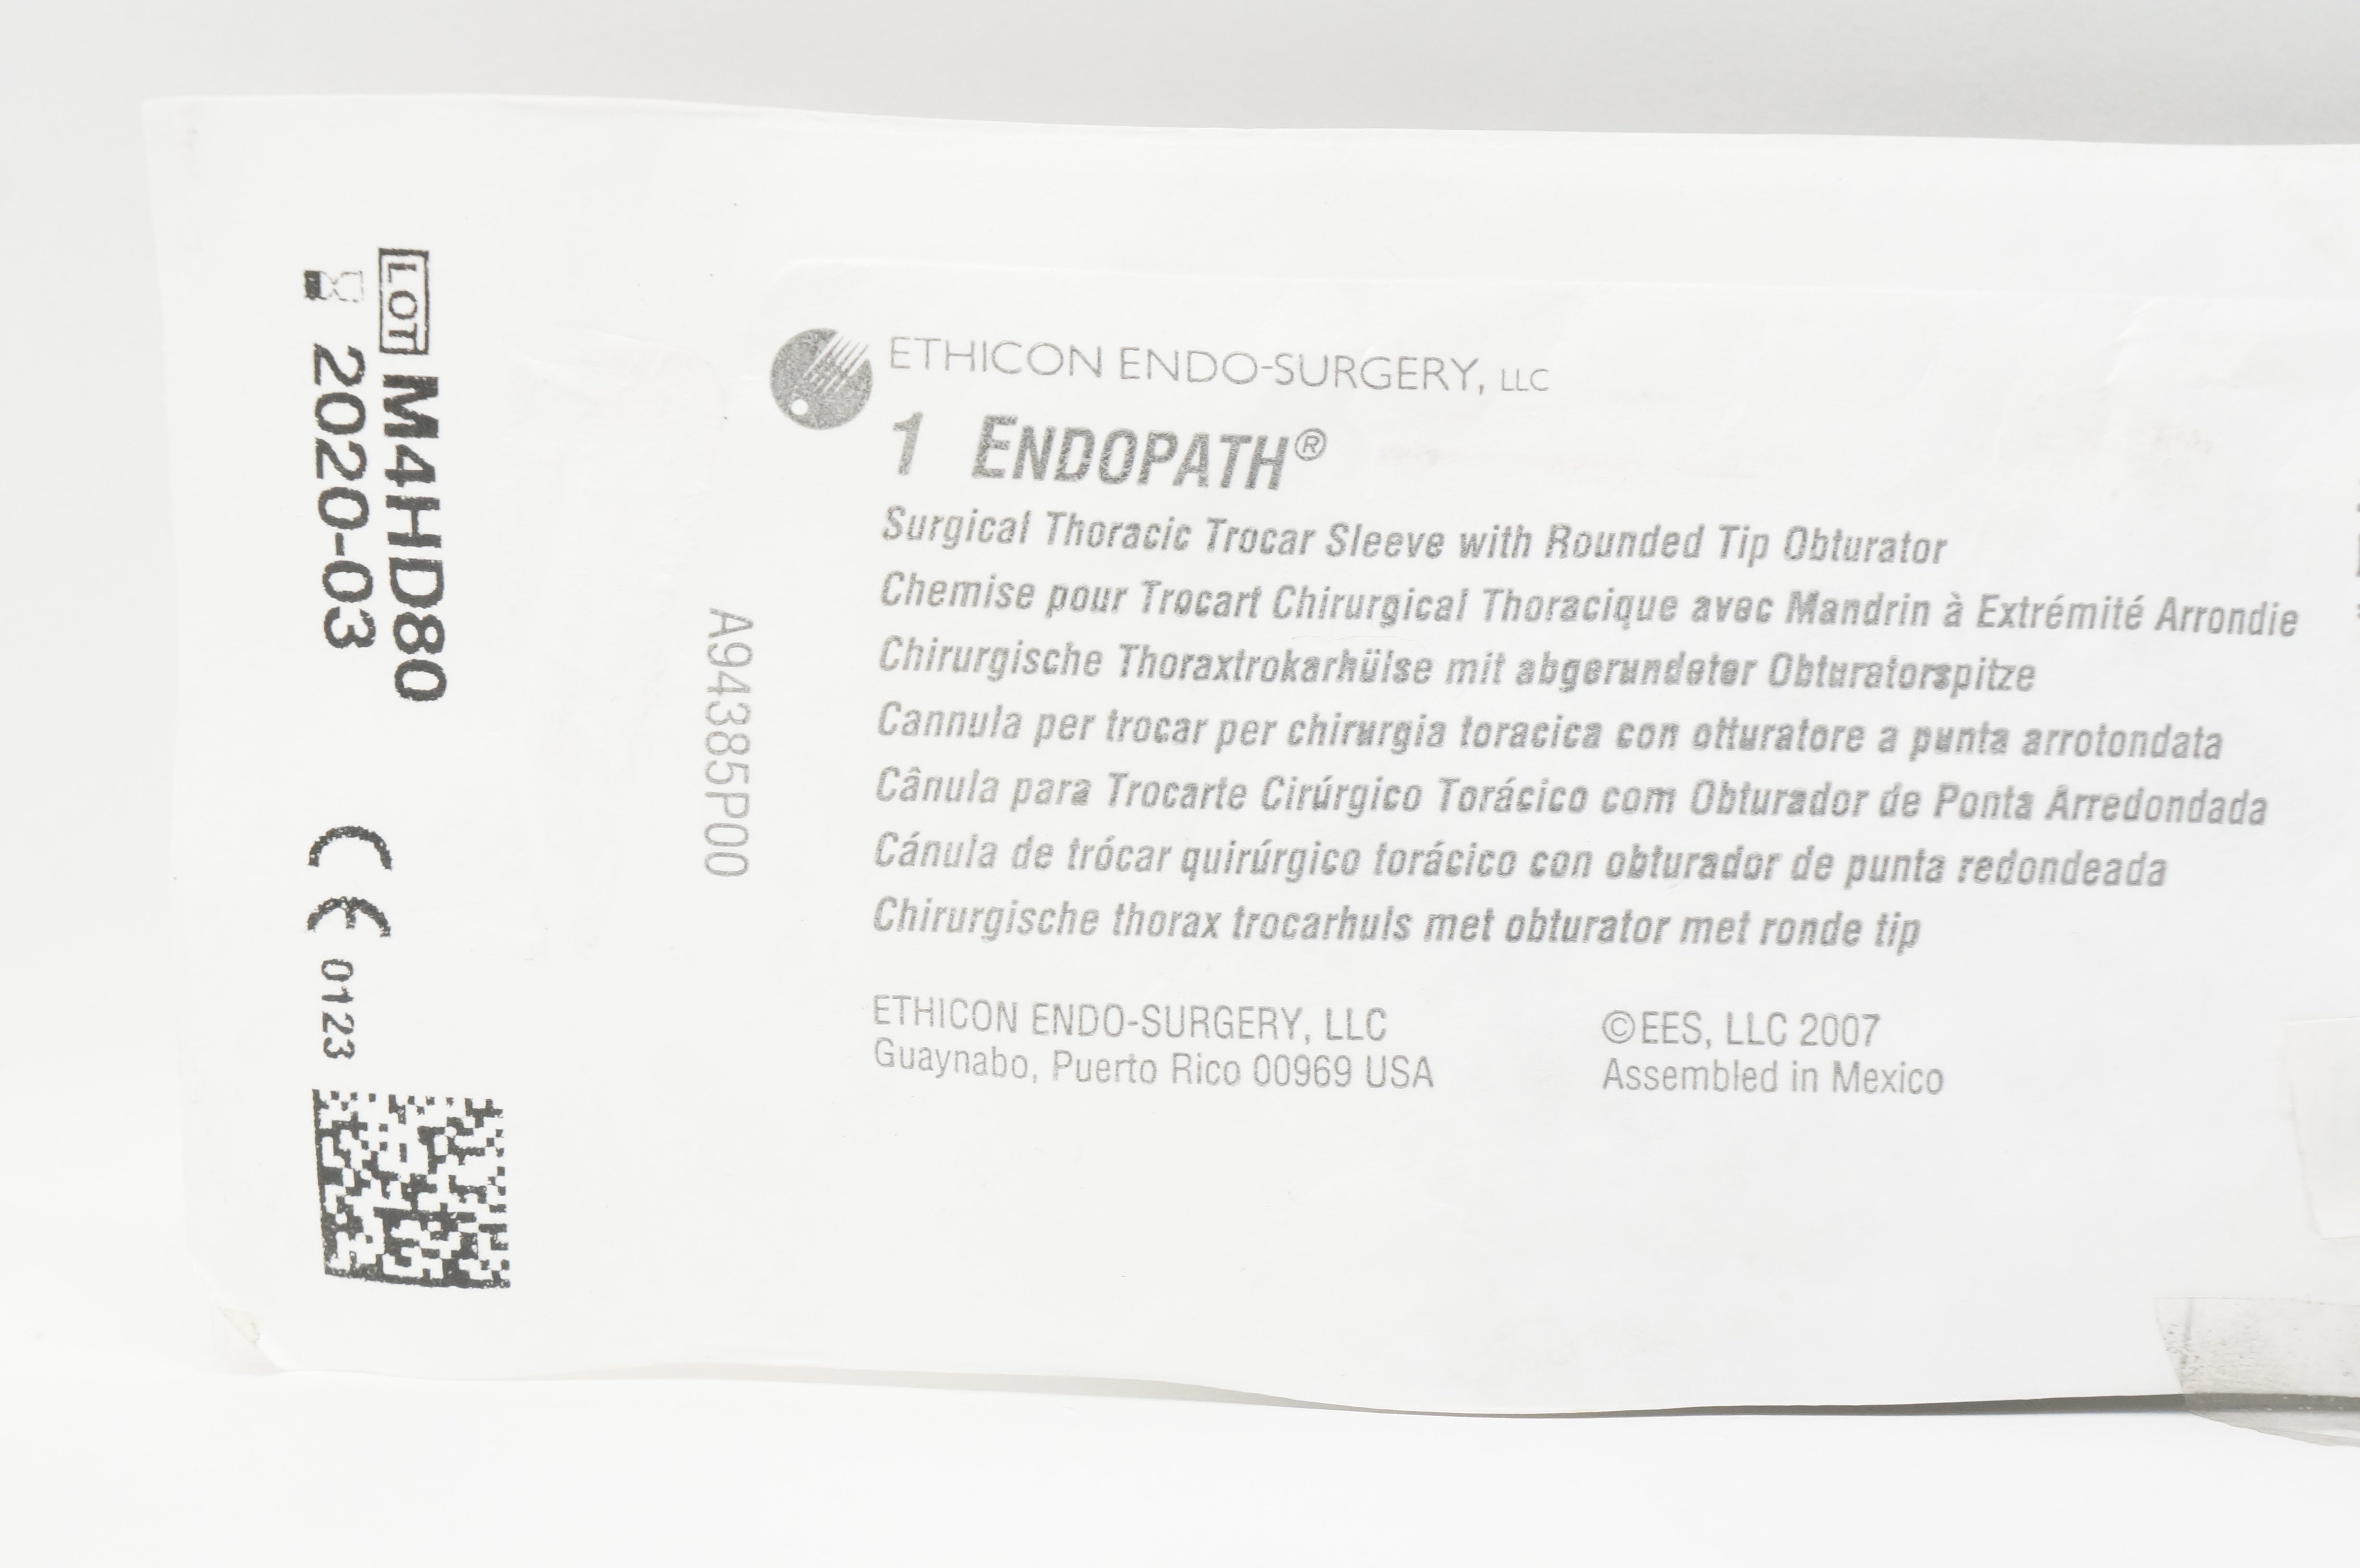 LOT M4HD80
2020-03
CE 0123
A94385P00
ETHICON ENDO-SURGERY, LLC
1 ENDOPATH®
Surgical Thoracic Trocar Sleeve with Rounded Tip Obturator
Chemise pour Trocart Chirurgical Thoracique avec Mandrin à Extrémité Arrondie
Chirurgische Thoraxtrokarhülse mit abgerundeter Obturatorspitze
Cannula per trocar per chirurgia toracica con otturatore a punta arrotondata
Cânula para Trocarte Cirúrgico Torácico com Obturador de Ponta Arredondada
Cánula de trócar quirúrgico torácico con obturador de punta redondeada
Chirurgische thorax trocarhuls met obturator met ronde tip
ETHICON ENDO-SURGERY, LLC
Guaynabo, Puerto Rico 00969 USA
©EES, LLC 2007
Assembled in Mexico